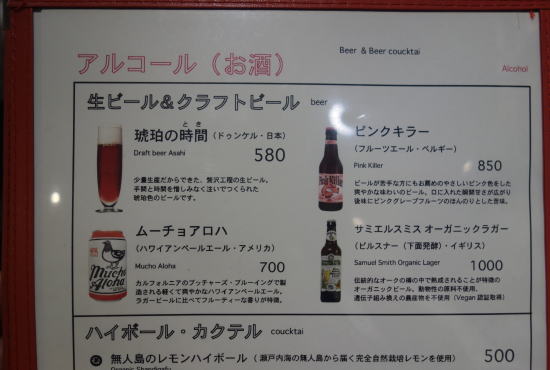 Beer & Beer coucktai
アルコール（お酒）
Alcohol
生ビール＆クラフトビール beer
琥珀の時間（ドゥンケル・日本）
とき
Draft beer Asahi
580
少量生産だからできた、贅沢工程の生ビール。
手間と時間を惜しみなく注いでつくられた
琥珀色のビールです。
ピンクキラー
（フルーツエール・ベルギー）
Pink Killer
850
ビールが苦手な方にもお薦めのやさしいピンク色をした
爽やかな味わいのビール。口に入れた瞬間甘さが広がり
後味にピンクグレープフルーツのほんのりとした苦味。
ムーチョアロハ
（ハワイアンペールエール・アメリカ）
Mucho Aloha
700
カルフォルニアのブッチャーズ・ブルーイングで製
造される軽くて爽やかなハワイアンペールエール。
ラガービールに比べてフルーティーな香りが特徴。
Mucho
Aloha
サミエルスミス オーガニックラガー
（ピルスナー（下面発酵）・イギリス）
Samuel Smith Organic Lager
1000
伝統的なオークの樽の中で熟成されることが特徴の
オーガニックビール。動物性の原料不使用、
遺伝子組み換えの農産物を不使用（Vegan 認証取得）
ハイボール・カクテル coucktai
無人島のレモンハイボール（瀬戸内海の無人島から届く完全自然栽培レモンを使用）
500